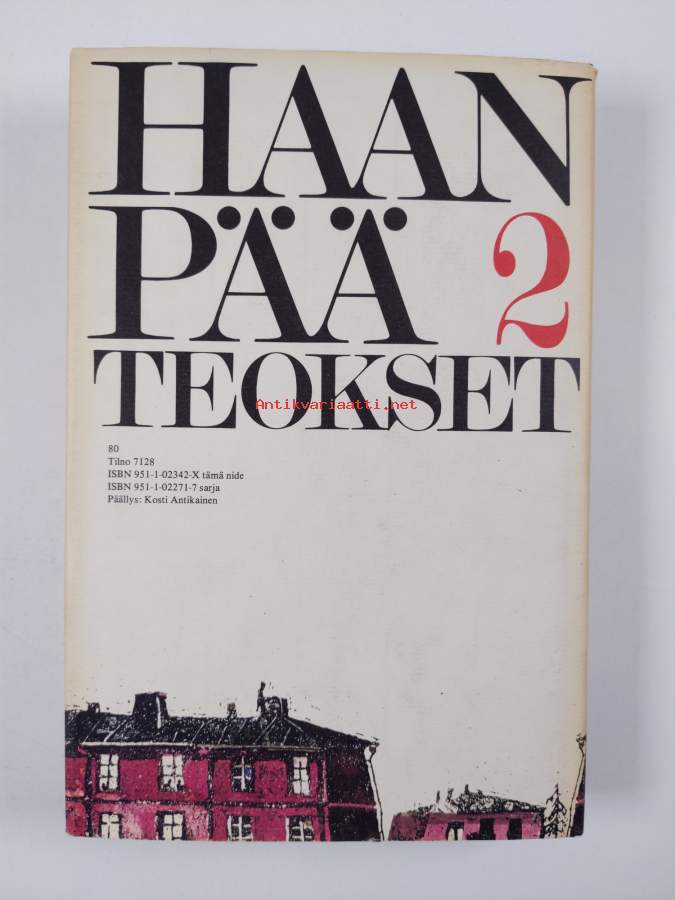 HAAN
PÄÄ 2
TEOKSET
Antikvariaatti.net
80
Tilno 7128
ISBN 951-1-02342-X tämä nide
ISBN 951-1-02271-7 sarja
Päällys: Kosti Antikainen